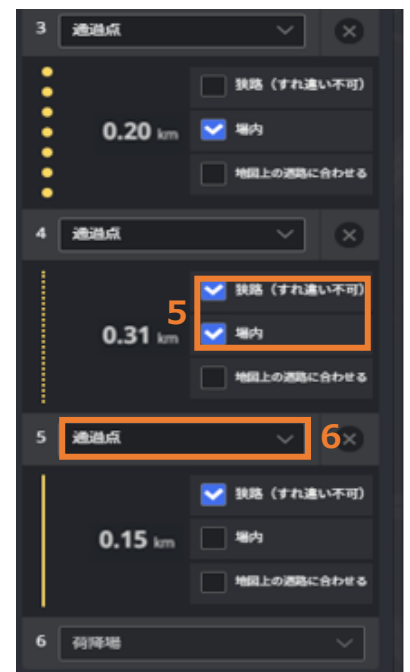 3 通過点
狭路（すれ違い不可）
0.20 km 場内
地図上の道路に合わせる
4 通過点
狭路（すれ違い不可）
5
0.31 km 場内
地図上の道路に合わせる
5 通過点 6
狭路（すれ違い不可）
0.15 km 場内
地図上の道路に合わせる
6 荷降場